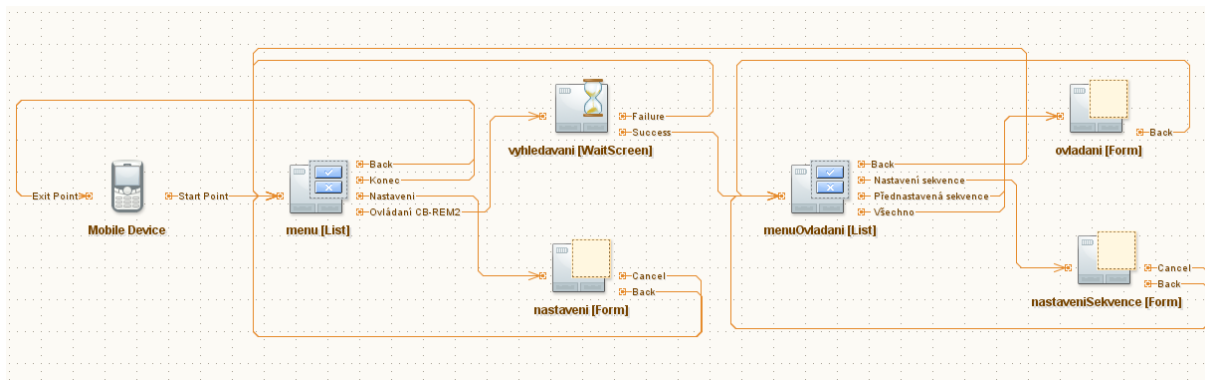 Exit Point
Start Point
Mobile Device
Back
Konec
Nastaveni
Ovládaní CB-REM2
menu [List]
Failure
Success
vyhledavani [WaitScreen]
Cancel
Back
nastaveni [Form]
Back
Nastavení sekvence
Přednastavená sekvence
Všechno
menuOvladani [List]
Back
ovladani [Form]
Cancel
Back
nastaveniSekvence [Form]